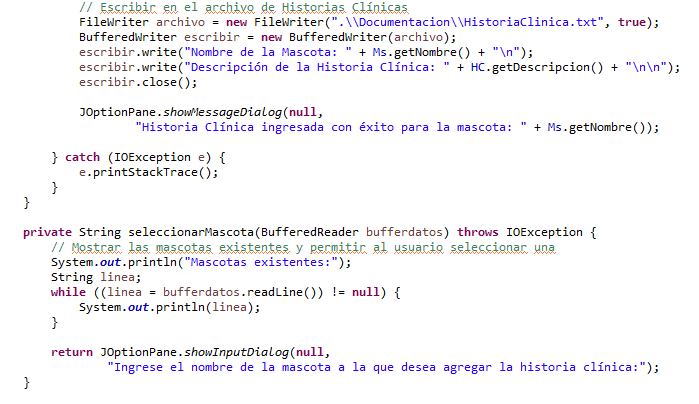 // Escribir en el archivo de Historias Clínicas
FileWriter archivo = new FileWriter(".\\Documentacion\\HistoriaClinica.txt", true);
BufferedWriter escribir = new BufferedWriter(archivo);
escribir.write("Nombre de la Mascota: " + Ms.getNombre() + "\n");
escribir.write("Descripción de la Historia Clínica: " + HC.getDescripcion() + "\n\n");
escribir.close();
JOptionPane.showMessageDialog(null,
"Historia Clínica ingresada con éxito para la mascota: " + Ms.getNombre());
} catch (IOException e) {
e.printStackTrace();
}
}
private String seleccionarMascota(BufferedReader bufferdatos) throws IOException {
// Mostrar las mascotas existentes y permitir al usuario seleccionar una
System.out.println("Mascotas existentes:");
String linea;
while ((linea = bufferdatos.readLine()) != null) {
System.out.println(linea);
}
return JOptionPane.showInputDialog(null,
"Ingrese el nombre de la mascota a la que desea agregar la historia clínica:");
}